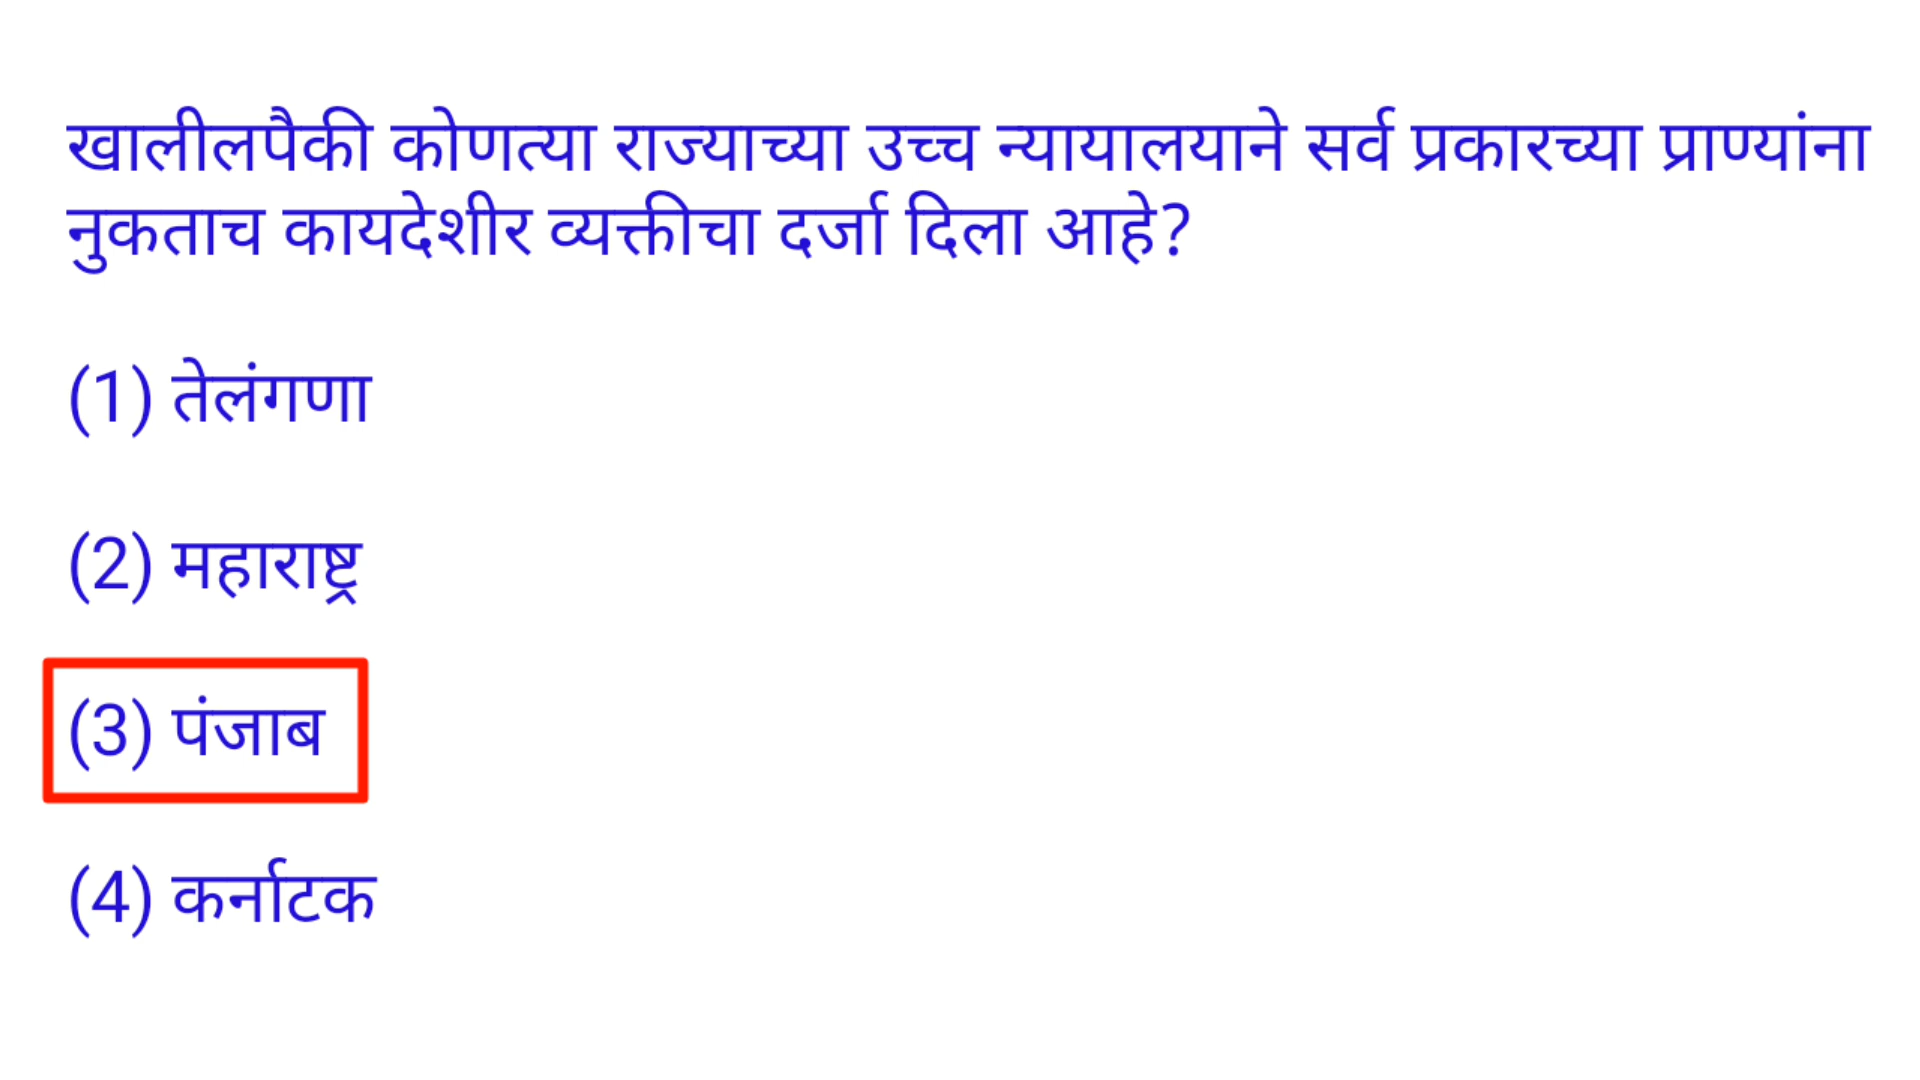 खालीलपैकी कोणत्या राज्याच्या उच्च न्यायालयाने सर्व प्रकारच्या प्राण्यांना
नुकताच कायदेशीर व्यक्तीचा दर्जा दिला आहे?
(1) तेलंगणा
(2) महाराष्ट्र
(3) पंजाब
(4) कर्नाटक